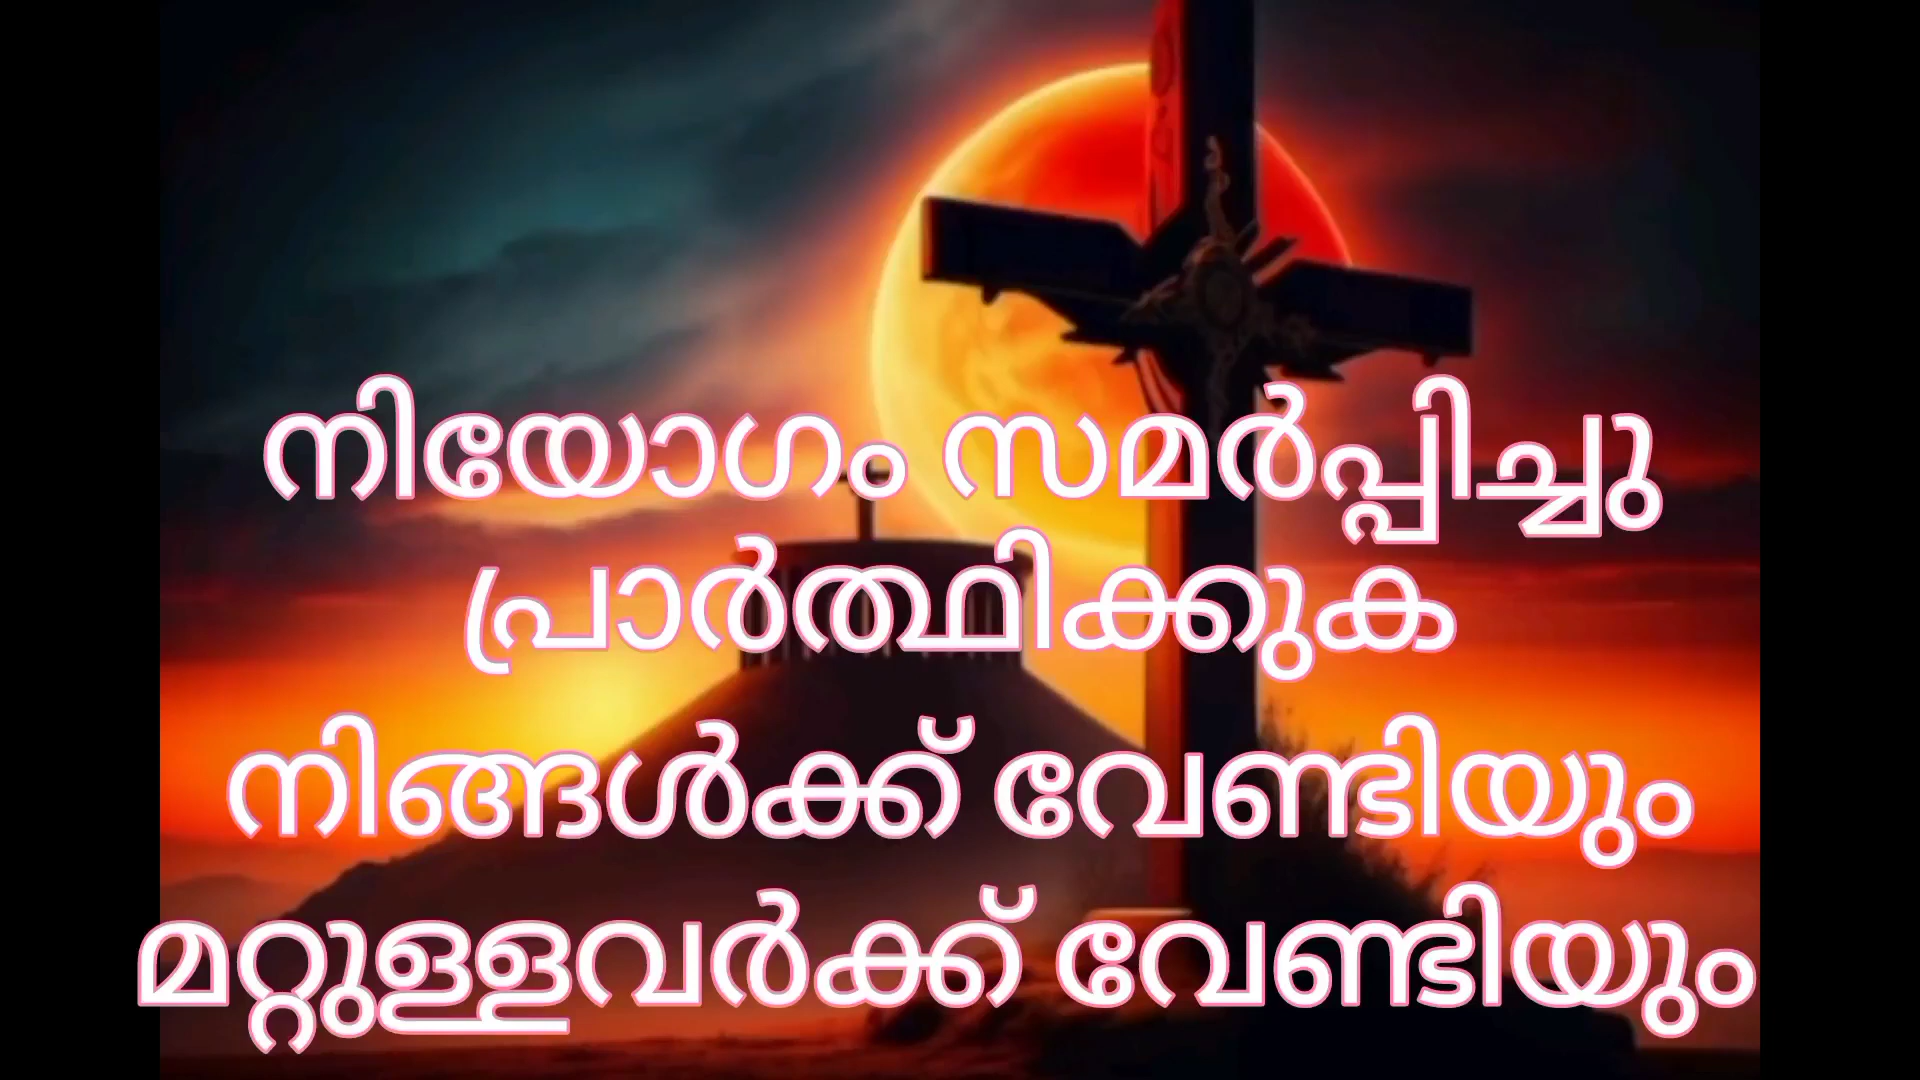 നിയോഗം സമർപ്പിച്ചു
പ്രാർത്ഥിക്കുക
നിങ്ങൾക്ക് വേണ്ടിയും
മറ്റുള്ളവർക്ക് വേണ്ടിയും